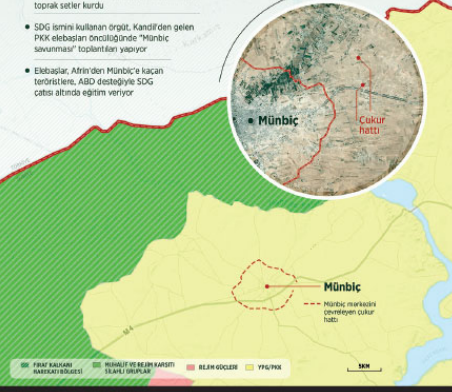 toprak setler kurdu
SDG ismini kullanan örgüt, Kandil'den gelen
PKK elebaşları öncülüğünde "Münbiç
savunması" toplantıları yapıyor
Elebaşlar, Afrin'den Münbiç'e kaçan
teröristlere, ABD desteğiyle SDG
çatısı altında eğitim veriyor
Münbiç
Çukur
hattı
Münbiç
Münbiç merkezini
çevreleyen çukur
hattı
M4
FIRAT KALKANI
HAREKATI BÖLGESİ
MUHALİF VE REJİM KARŞITI
SİLAHLI GRUPLAR
REJİM GÜÇLERİ
YPG/PKK
5KM